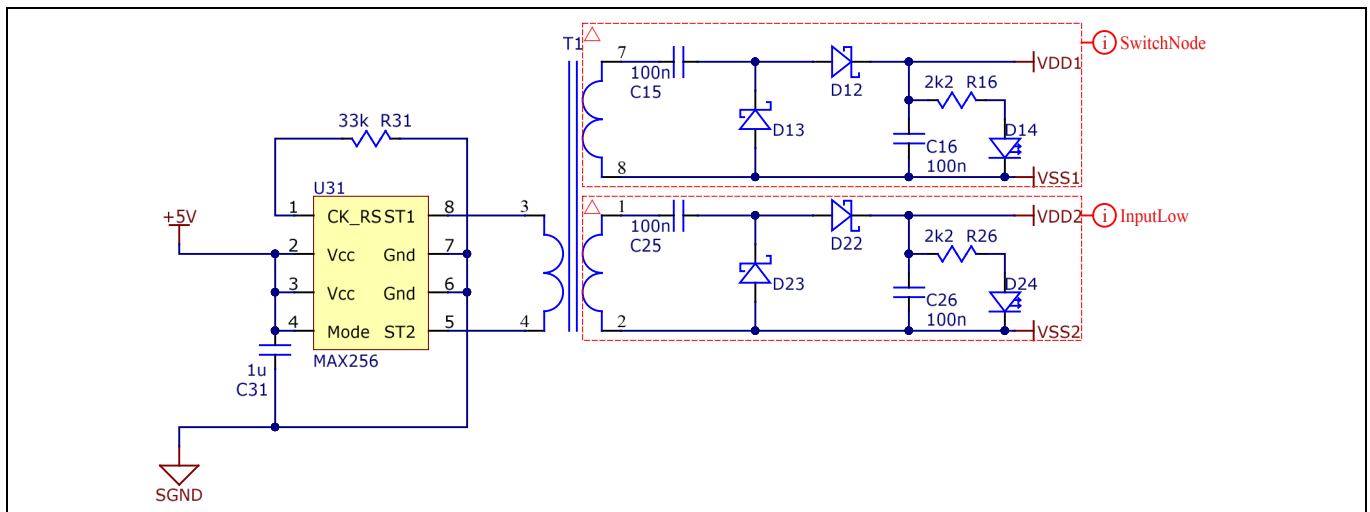 T1
7
100n
C15
D12
VDD1
i SwitchNode
2k2 R16
D13
C16
100n
D14
8
VSS1
33k R31
U31
+5V
1 CK_RS ST1 8
2 Vcc Gnd 7
3 Vcc Gnd 6
4 Mode ST2 5
MAX256
1u
C31
SGND
3
4
1
100n
C25
D22
VDD2
i InputLow
2k2 R26
D23
C26
100n
D24
2
VSS2